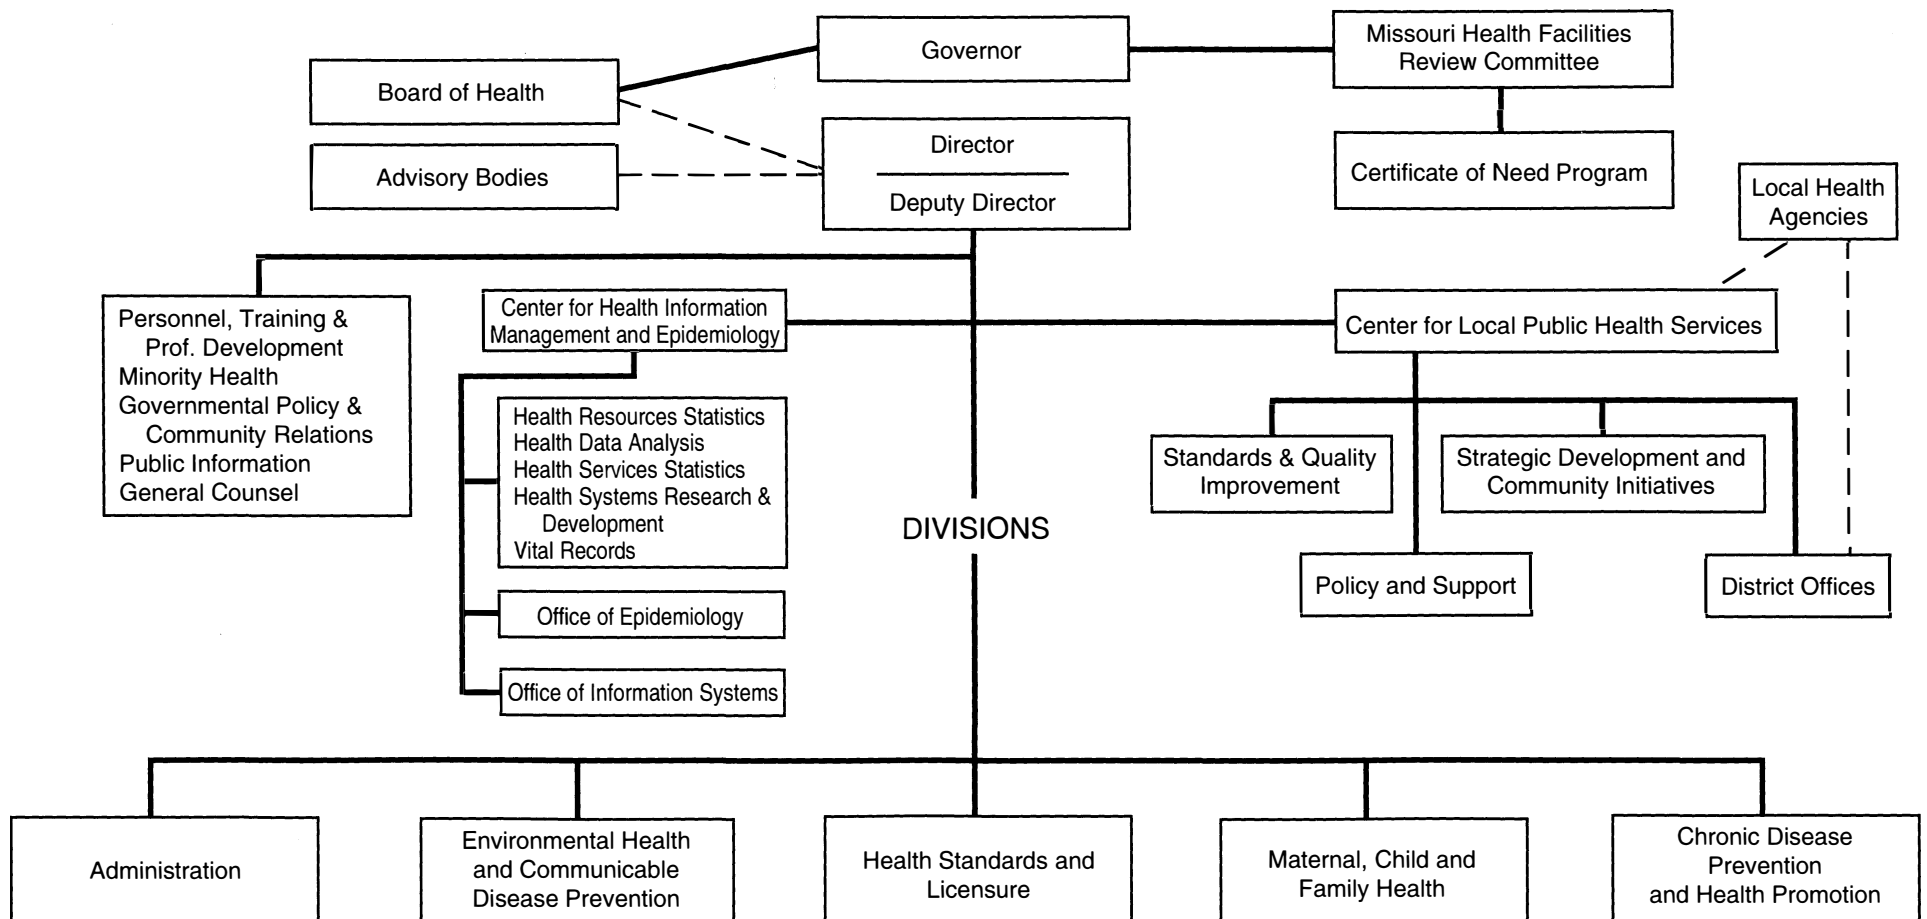 Governor
Missouri Health Facilities
Review Committee
Board of Health
Director
Deputy Director
Advisory Bodies
Certificate of Need Program
Local Health
Agencies
Personnel, Training &
Prof. Development
Minority Health
Governmental Policy &
Community Relations
Public Information
General Counsel
Center for Health Information
Management and Epidemiology
Center for Local Public Health Services
Health Resources Statistics
Health Data Analysis
Health Services Statistics
Health Systems Research &
Development
Vital Records
Office of Epidemiology
Office of Information Systems
Standards & Quality
Improvement
Strategic Development and
Community Initiatives
Policy and Support
District Offices
DIVISIONS
Administration
Environmental Health
and Communicable
Disease Prevention
Health Standards and
Licensure
Maternal, Child and
Family Health
Chronic Disease
Prevention
and Health Promotion